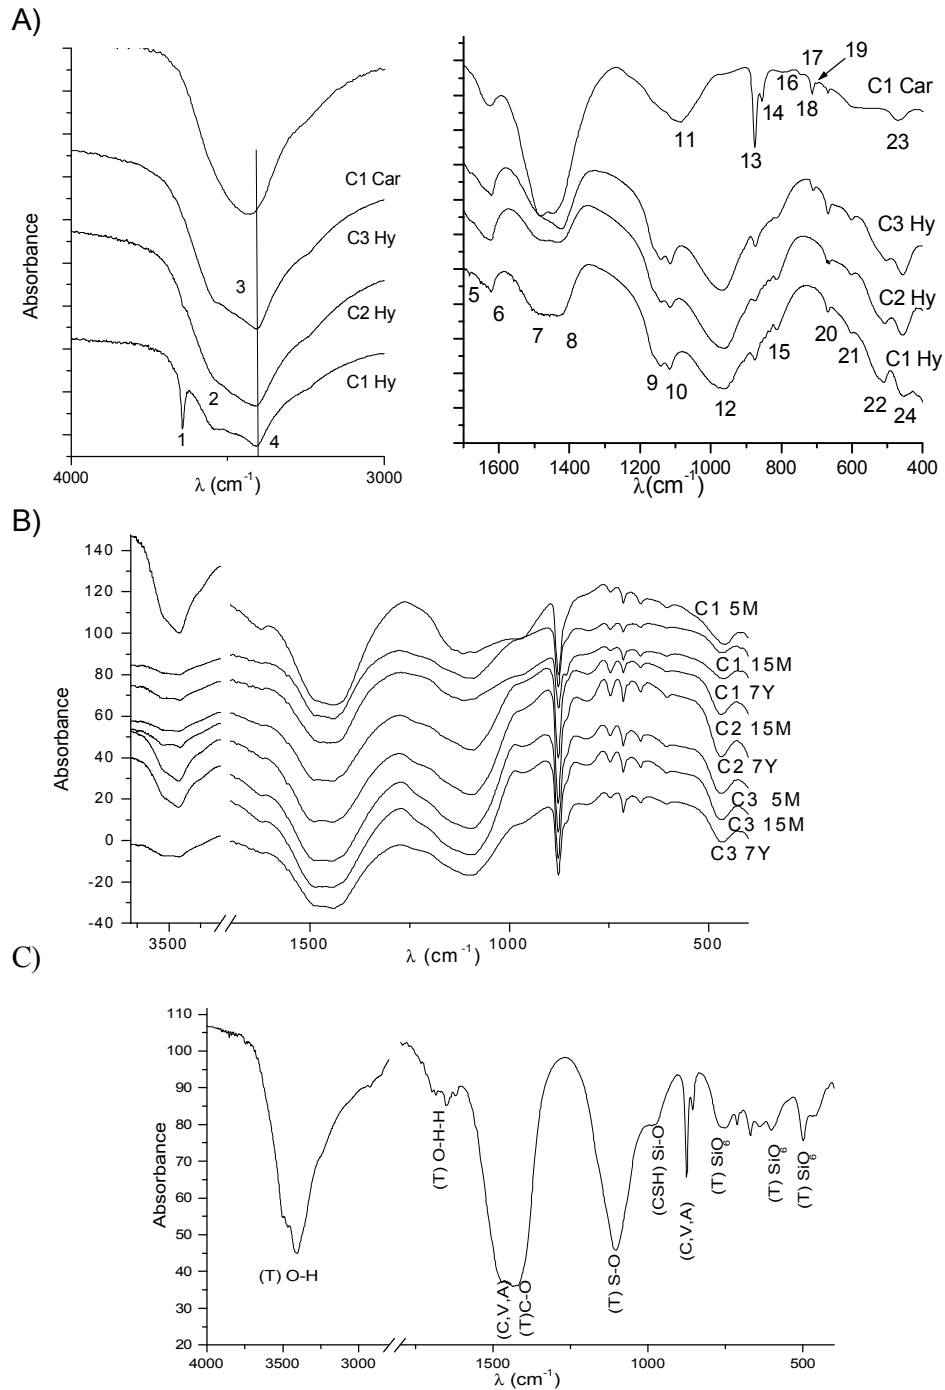 A)
Absorbance
C1 Car
C3 Hy
C2 Hy
C1 Hy
1
2
3
4
4000
3000
λ (cm-1)
C1 Car
C3 Hy
C2 Hy
C1 Hy
5
6
7
8
9
10
11
12
13
14
15
16
17
18
19
20
21
22
23
24
1600
1400
1200
1000
800
600
400
λ(cm-1)
B)
Absorbance
140
120
100
80
60
40
20
0
-20
-40
C1 5M
C1 15M
C1 7Y
C2 15M
C2 7Y
C3 5M
C3 15M
C3 7Y
3500
1500
1000
500
λ (cm-1)
C)
Absorbance
110
100
90
80
70
60
50
40
30
20
(T) O-H
(T) O-H-H
(C,V,A)
(T)C-O
(T) S-O
(CSH) Si-O
(C,V,A)
(T) SiO6
(T) SiO6
(T) SiO6
4000
3500
3000
1500
1000
500
λ (cm-1)